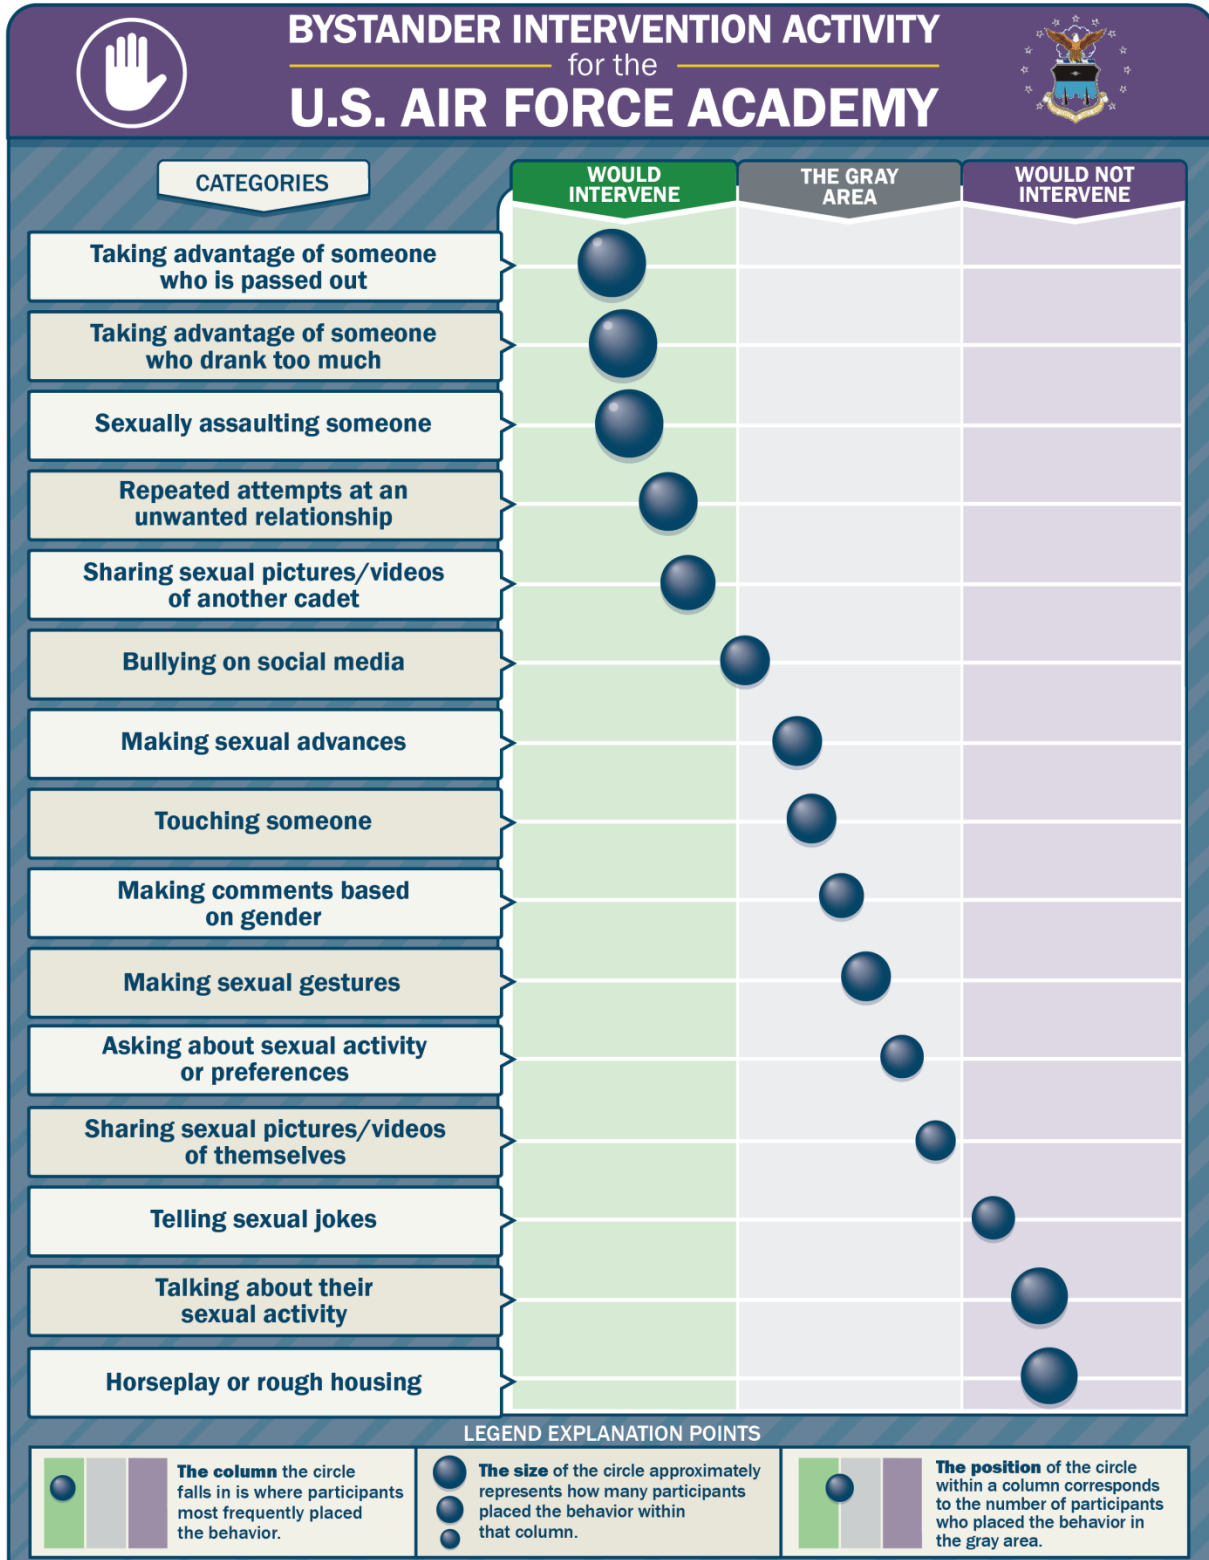 BYSTANDER INTERVENTION ACTIVITY
for the
U.S. AIR FORCE ACADEMY
CATEGORIES
WOULD
INTERVENE
THE GRAY
AREA
WOULD NOT
INTERVENE
Taking advantage of someone
who is passed out
Taking advantage of someone
who drank too much
Sexually assaulting someone
Repeated attempts at an
unwanted relationship
Sharing sexual pictures/videos
of another cadet
Bullying on social media
Making sexual advances
Touching someone
Making comments based
on gender
Making sexual gestures
Asking about sexual activity
or preferences
Sharing sexual pictures/videos
of themselves
Telling sexual jokes
Talking about their
sexual activity
Horseplay or rough housing
LEGEND EXPLANATION POINTS
The column the circle
falls in is where participants
most frequently placed
the behavior.
The size of the circle approximately
represents how many participants
placed the behavior within
that column.
The position of the circle
within a column corresponds
to the number of participants
who placed the behavior in
the gray area.